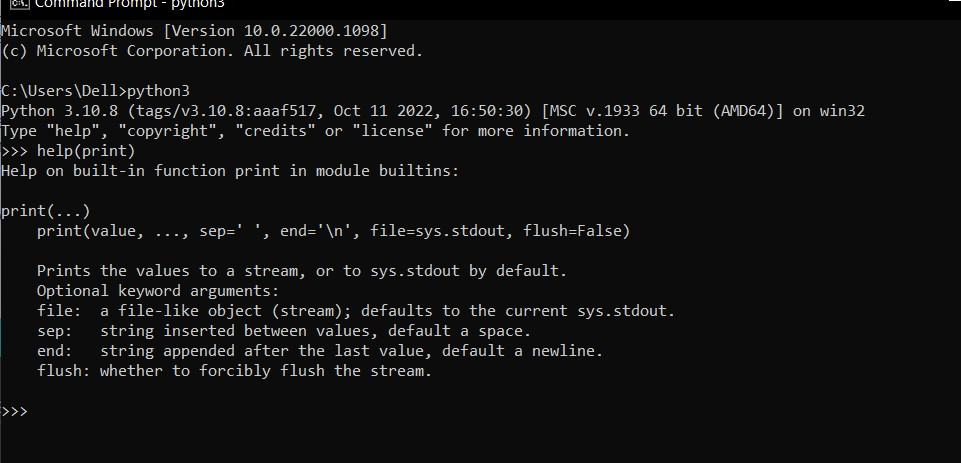 Command Prompt - python3
Microsoft Windows [Version 10.0.22000.1098]
(c) Microsoft Corporation. All rights reserved.
C:\Users\Dell>python3
Python 3.10.8 (tags/v3.10.8:aaaf517, Oct 11 2022, 16:50:30) [MSC v.1933 64 bit (AMD64)] on win32
Type "help", "copyright", "credits" or "license" for more information.
>>> help(print)
Help on built-in function print in module builtins:
print(...)
    print(value, ..., sep=' ', end='\n', file=sys.stdout, flush=False)
    Prints the values to a stream, or to sys.stdout by default.
    Optional keyword arguments:
    file:  a file-like object (stream); defaults to the current sys.stdout.
    sep:   string inserted between values, default a space.
    end:   string appended after the last value, default a newline.
    flush: whether to forcibly flush the stream.
>>>